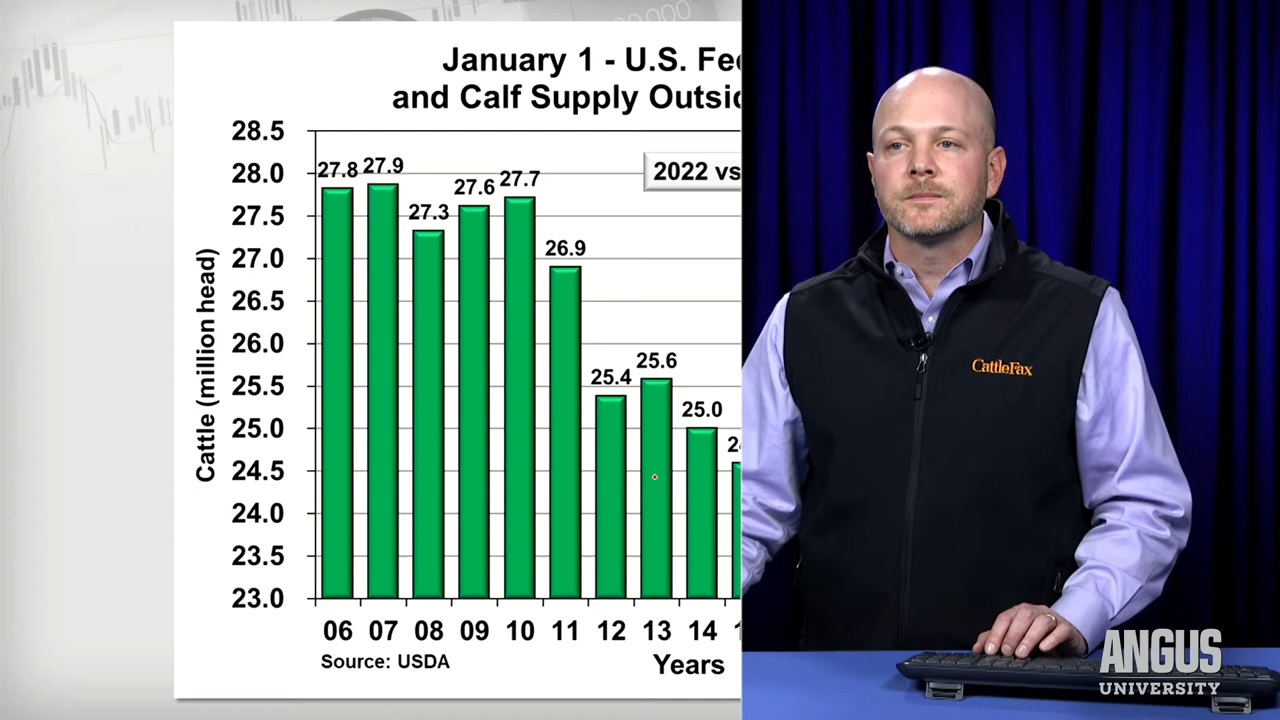 January 1 - U.S.
and Calf Supply
28.5
28.0
27.5
27.0
26.5
26.0
25.5
25.0
24.5
24.0
23.5
23.0
Cattle (million head)
27.8
27.9
27.3
27.6
27.7
26.9
25.4
25.6
25.0
2022 vs
06 07 08 09 10 11 12 13 14
Source: USDA
Years
CattleFax
ANGUS
UNIVERSITY